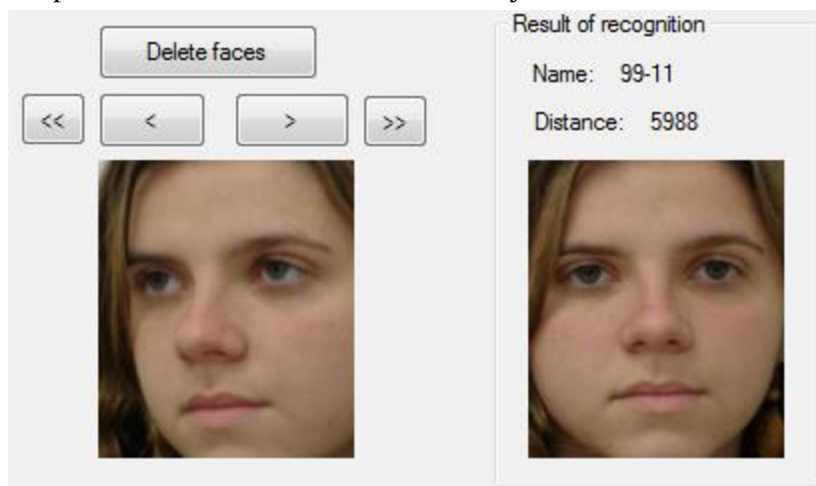 Delete faces
<< < > >>
Result of recognition
Name: 99-11
Distance: 5988